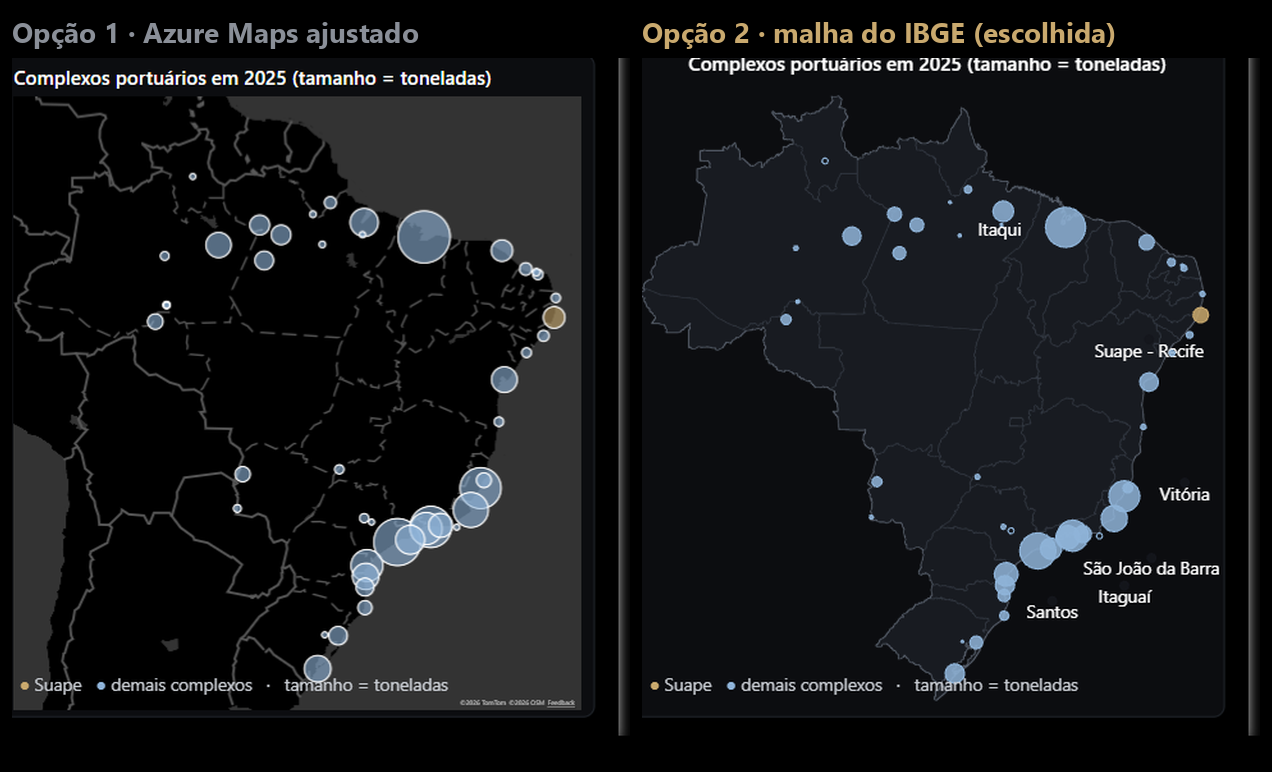 Opção 1 · Azure Maps ajustado
Complexos portuários em 2025 (tamanho = toneladas)
● Suape ● demais complexos · tamanho = toneladas
©2026 TomTom ©2026 OSM Feedback
Opção 2 · malha do IBGE (escolhida)
Complexos portuários em 2025 (tamanho = toneladas)
Itaqui
Suape - Recife
Vitória
São João da Barra
Itaguaí
Santos
● Suape ● demais complexos · tamanho = toneladas